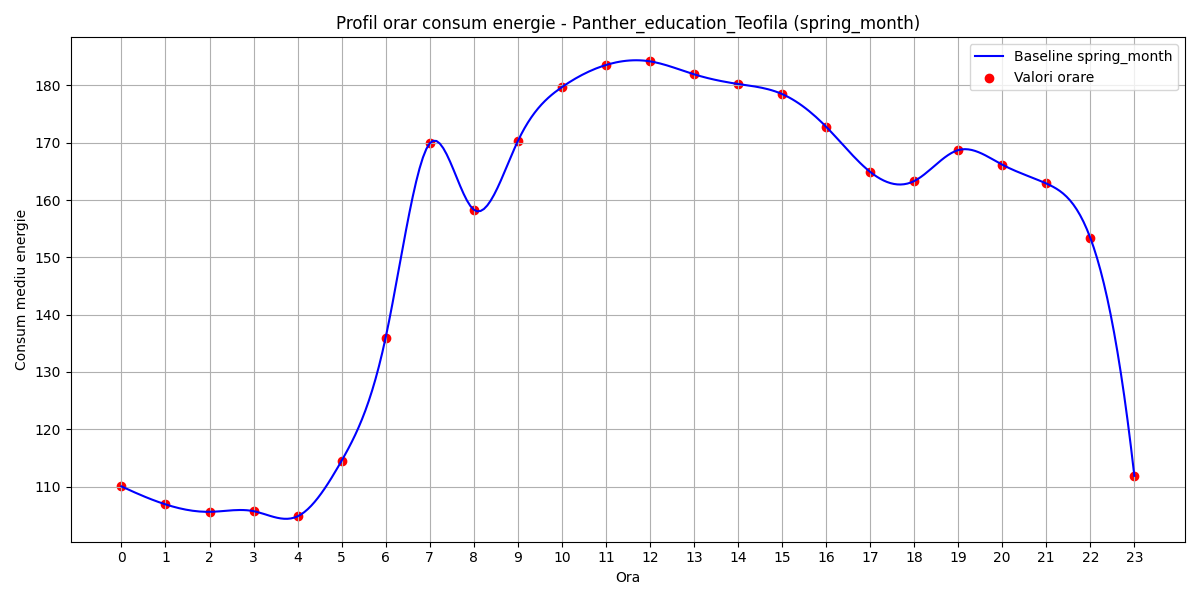 Profil orar consum energie - Panther_education_Teofila (spring_month)
Baseline spring_month
Valori orare
Consum mediu energie
180
170
160
150
140
130
120
110
0 1 2 3 4 5 6 7 8 9 10 11 12 13 14 15 16 17 18 19 20 21 22 23
Ora